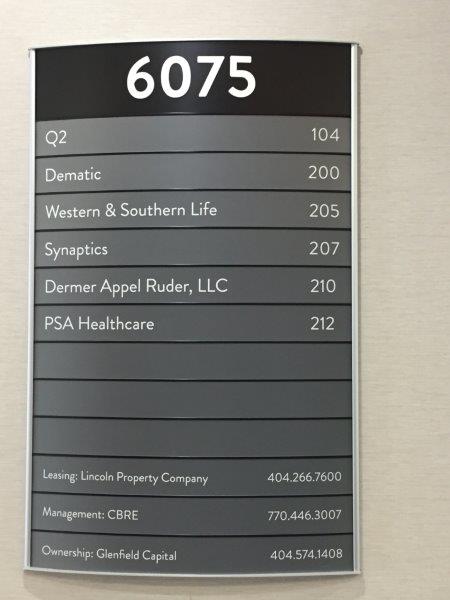 6075
Q2 104
Dematic 200
Western & Southern Life 205
Synaptics 207
Dermer Appel Ruder, LLC 210
PSA Healthcare 212
Leasing: Lincoln Property Company 404.266.7600
Management: CBRE 770.446.3007
Ownership: Glenfield Capital 404.574.1408